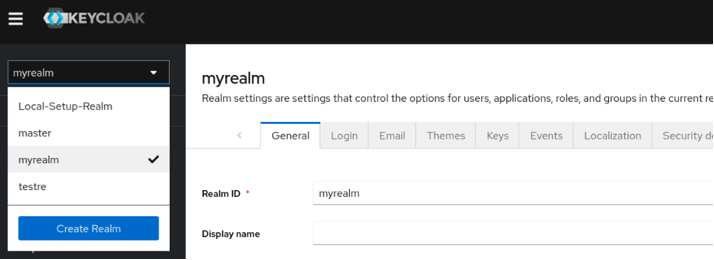 KEYCLOAK
myrealm
Local-Setup-Realm
master
myrealm
testre
Create Realm
myrealm
Realm settings are settings that control the options for users, applications, roles, and groups in the current re
General Login Email Themes Keys Events Localization Security de
Realm ID * myrealm
Display name